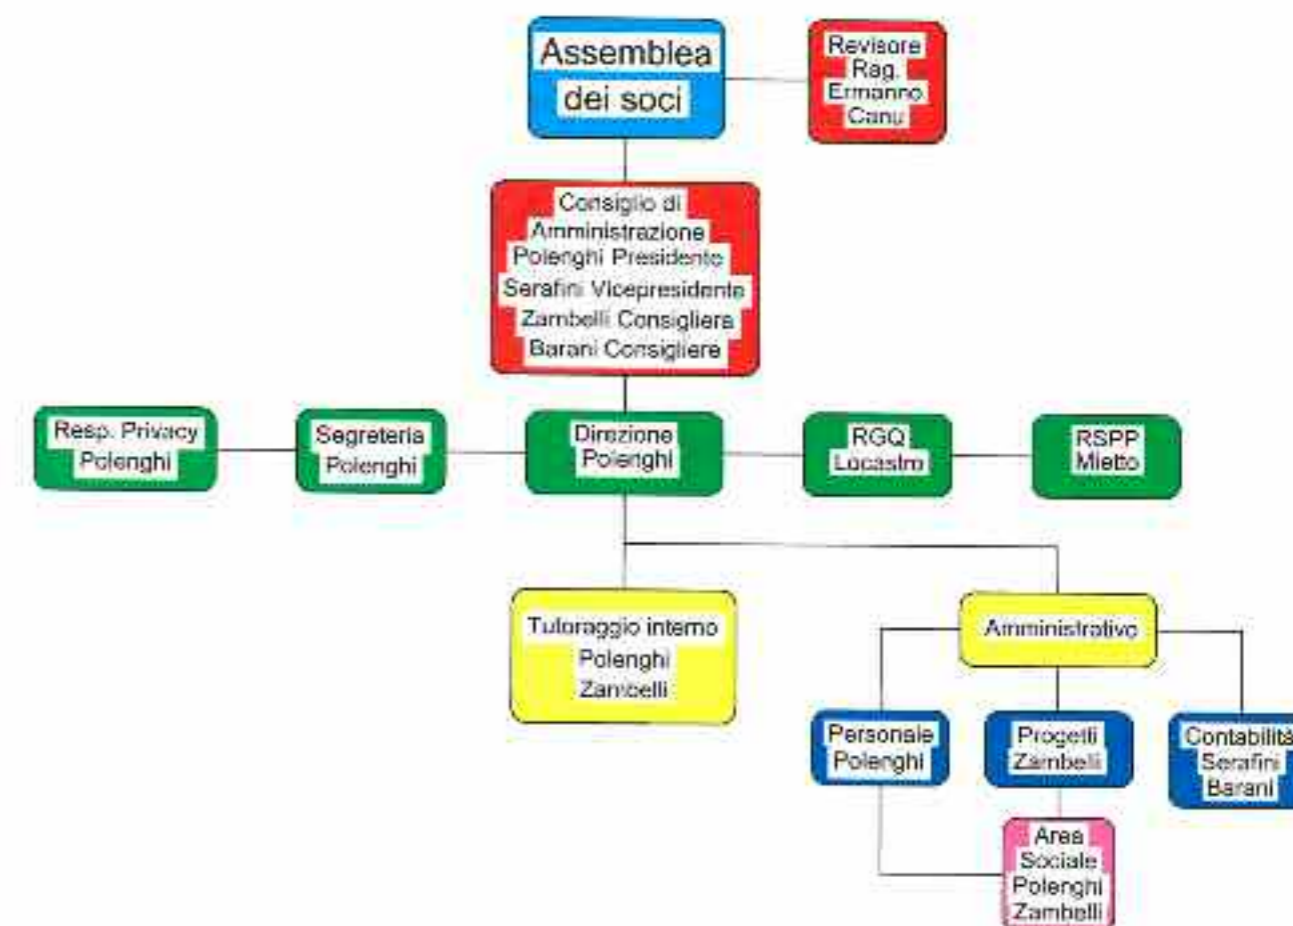 Assemblea
dei soci
Revisore
Rag.
Ermanno
Canu
Consiglio di
Amministrazione
Polenghi Presidente
Serafini Vicepresidente
Zambelli Consigliera
Barani Consigliere
Resp. Privacy
Polenghi
Segreteria
Polenghi
Direzione
Polenghi
RGQ
Locastro
RSPP
Mietto
Tutoraggio interno
Polenghi
Zambelli
Amministrativo
Personale
Polenghi
Progetti
Zambelli
Contabilità
Serafini
Barani
Area
Sociale
Polenghi
Zambelli